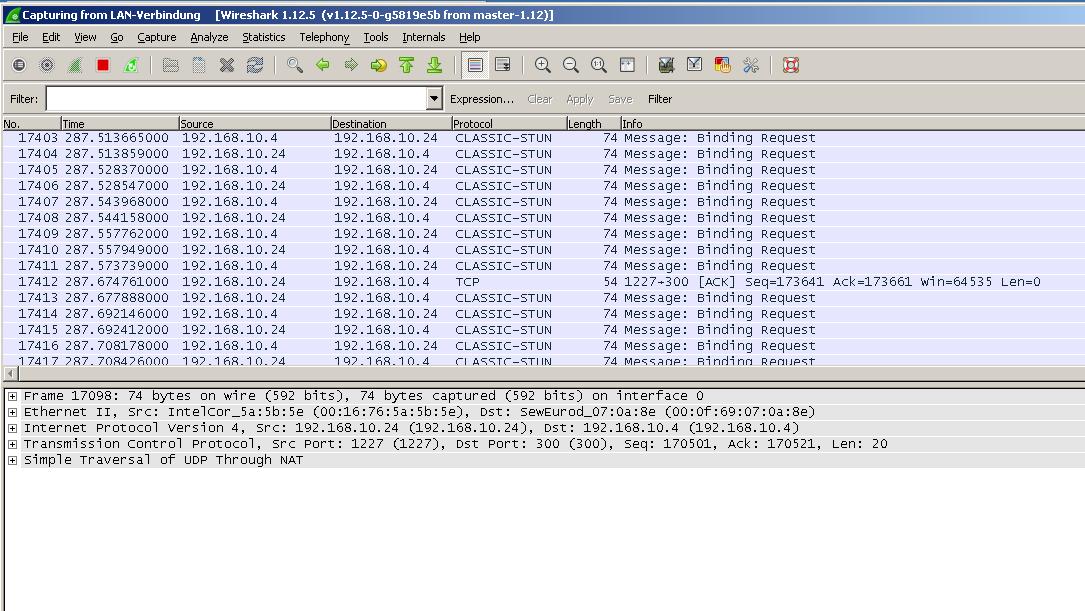 Capturing from LAN-Verbindung [Wireshark 1.12.5 (v1.12.5-0-g5819e5b from master-1.12)]
File Edit View Go Capture Analyze Statistics Telephony Tools Internals Help
Filter: Expression... Clear Apply Save Filter
No. Time Source Destination Protocol Length Info
17403 287.513665000 192.168.10.4 192.168.10.24 CLASSIC-STUN 74 Message: Binding Request
17404 287.513859000 192.168.10.24 192.168.10.4 CLASSIC-STUN 74 Message: Binding Request
17405 287.528370000 192.168.10.4 192.168.10.24 CLASSIC-STUN 74 Message: Binding Request
17406 287.528547000 192.168.10.24 192.168.10.4 CLASSIC-STUN 74 Message: Binding Request
17407 287.543968000 192.168.10.4 192.168.10.24 CLASSIC-STUN 74 Message: Binding Request
17408 287.544158000 192.168.10.24 192.168.10.4 CLASSIC-STUN 74 Message: Binding Request
17409 287.557762000 192.168.10.4 192.168.10.24 CLASSIC-STUN 74 Message: Binding Request
17410 287.557949000 192.168.10.24 192.168.10.4 CLASSIC-STUN 74 Message: Binding Request
17411 287.573739000 192.168.10.4 192.168.10.24 CLASSIC-STUN 74 Message: Binding Request
17412 287.674761000 192.168.10.24 192.168.10.4 TCP 54 1227→300 [ACK] Seq=173641 Ack=173661 Win=64535 Len=0
17413 287.677888000 192.168.10.4 192.168.10.24 CLASSIC-STUN 74 Message: Binding Request
17414 287.692146000 192.168.10.4 192.168.10.24 CLASSIC-STUN 74 Message: Binding Request
17415 287.692412000 192.168.10.24 192.168.10.4 CLASSIC-STUN 74 Message: Binding Request
17416 287.708178000 192.168.10.4 192.168.10.24 CLASSIC-STUN 74 Message: Binding Request
17417 287.708426000 192.168.10.24 192.168.10.4 CLASSIC-STUN 74 Message: Binding Request
Frame 17098: 74 bytes on wire (592 bits), 74 bytes captured (592 bits) on interface 0
Ethernet II, Src: IntelCor_5a:5b:5e (00:16:76:5a:5b:5e), Dst: SewEurod_07:0a:8e (00:0f:69:07:0a:8e)
Internet Protocol Version 4, Src: 192.168.10.24 (192.168.10.24), Dst: 192.168.10.4 (192.168.10.4)
Transmission Control Protocol, Src Port: 1227 (1227), Dst Port: 300 (300), Seq: 170501, Ack: 170521, Len: 20
Simple Traversal of UDP Through NAT